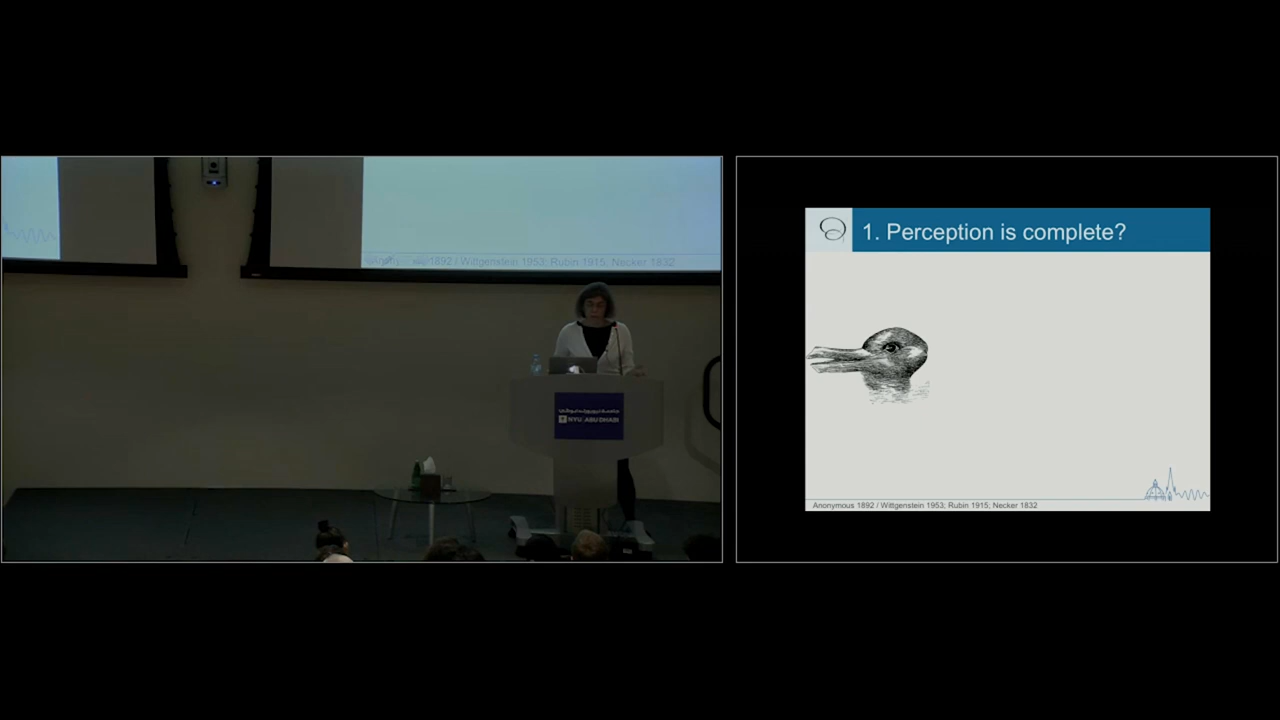 1892 / Wittgenstein 1953; Rubin 1915; Necker 1832
NYU ABU DHABI
1. Perception is complete?
Anonymous 1892 / Wittgenstein 1953; Rubin 1915; Necker 1832